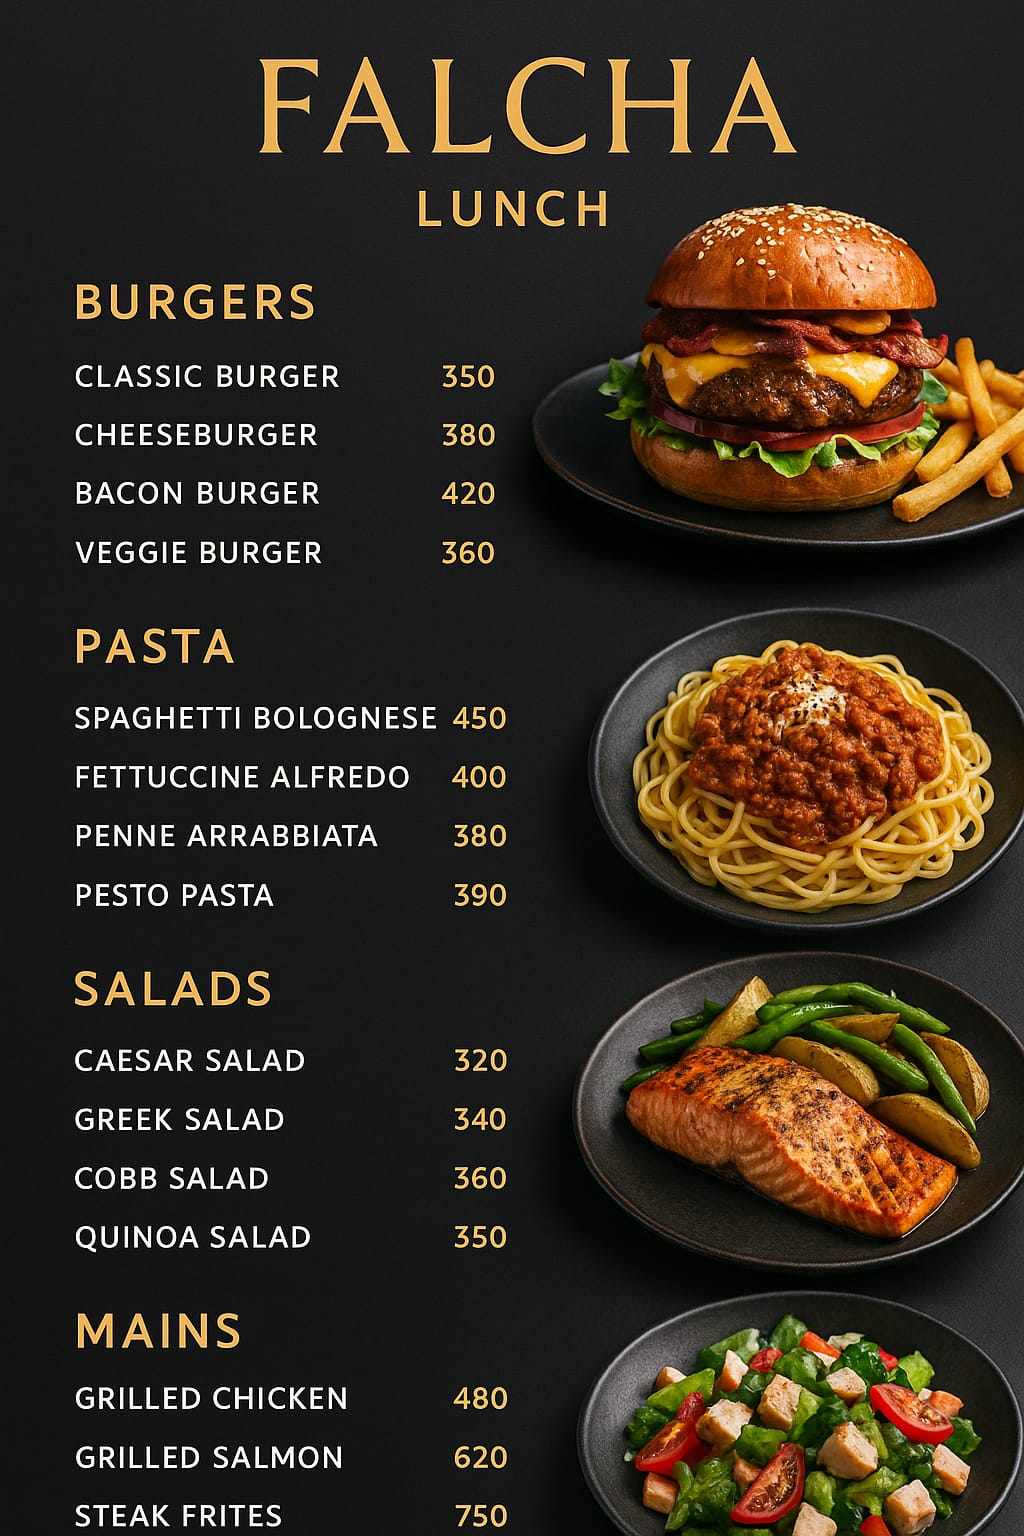 FALCHA
LUNCH
BURGERS
CLASSIC BURGER 350
CHEESEBURGER 380
BACON BURGER 420
VEGGIE BURGER 360
PASTA
SPAGHETTI BOLOGNESE 450
FETTUCCINE ALFREDO 400
PENNE ARRABBIATA 380
PESTO PASTA 390
SALADS
CAESAR SALAD 320
GREEK SALAD 340
COBB SALAD 360
QUINOA SALAD 350
MAINS
GRILLED CHICKEN 480
GRILLED SALMON 620
STEAK FRITES 750